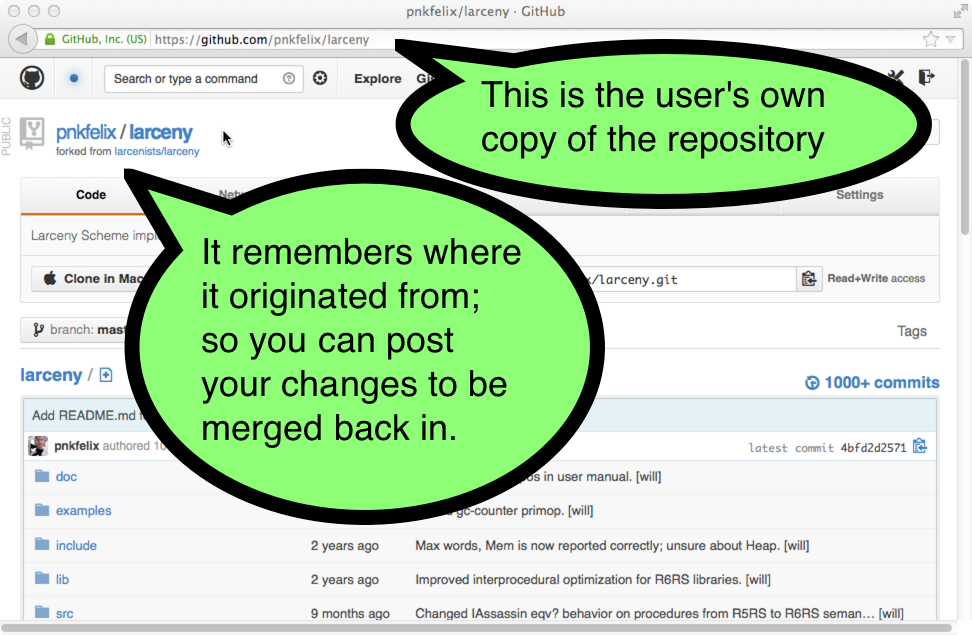 pnkfelix/larceny · GitHub
GitHub, Inc. (US) https://github.com/pnkfelix/larceny
Search or type a command
Explore
This is the user's own
copy of the repository
PUBLIC
pnkfelix / larceny
forked from larcenists/larceny
Code
Settings
Larceny Scheme
It remembers where
it originated from;
so you can post
your changes to be
merged back in.
Clone in Mac
/larceny.git
Read+Write access
branch:
Tags
larceny /
1000+ commits
Add README.md
pnkfelix authored
latest commit 4bfd2d2571
doc
in user manual. [will]
examples
gc-counter primop. [will]
include 2 years ago Max words, Mem is now reported correctly; unsure about Heap. [will]
lib 2 years ago Improved interprocedural optimization for R6RS libraries. [will]
src 9 months ago Changed IAssassin eqv? behavior on procedures from R5RS to R6RS seman… [will]